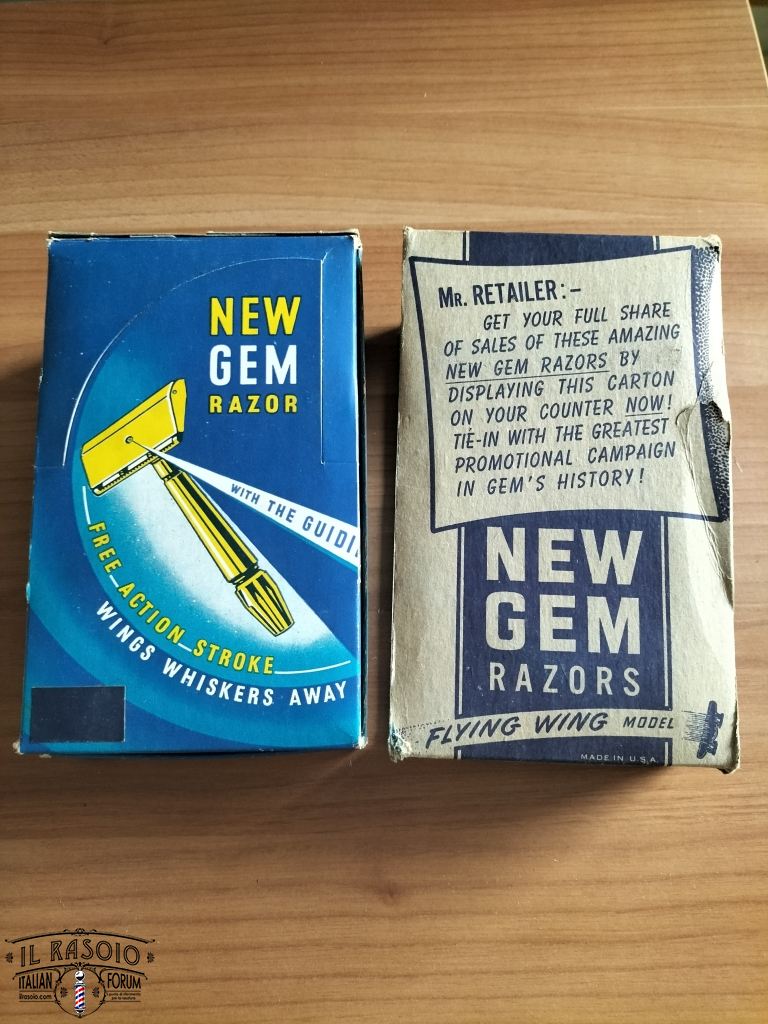 NEW
GEM
RAZOR
WITH THE GUIDI
FREE ACTION STROKE
WINGS WHISKERS AWAY
MR. RETAILER:-
GET YOUR FULL SHARE
OF SALES OF THESE AMAZING
NEW GEM RAZORS BY
DISPLAYING THIS CARTON
ON YOUR COUNTER NOW!
TIE-IN WITH THE GREATEST
PROMOTIONAL CAMPAIGN
IN GEM'S HISTORY!
NEW
GEM
RAZORS
FLYING WING MODEL
MADE IN U.S.A.
IL RASOIO
ITALIAN FORUM
ilrasoio.com